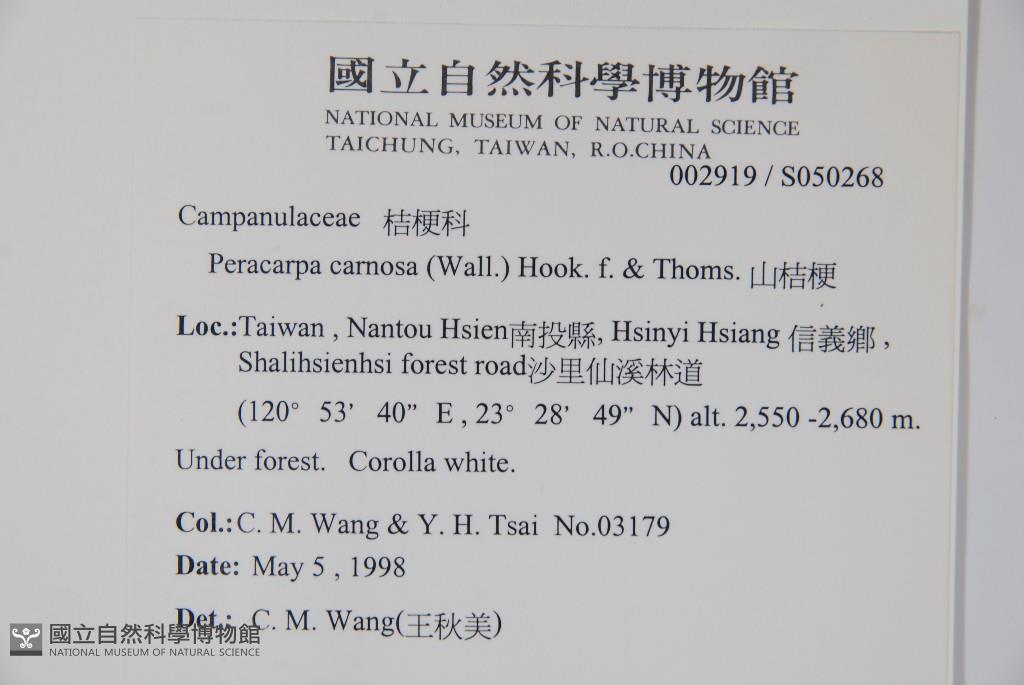 國立自然科學博物館
NATIONAL MUSEUM OF NATURAL SCIENCE
TAICHUNG, TAIWAN, R.O.CHINA
002919 / S050268
Campanulaceae 桔梗科
Peracarpa carnosa (Wall.) Hook. f. & Thoms. 山桔梗
Loc.:Taiwan , Nantou Hsien南投縣, Hsinyi Hsiang 信義鄉 ,
Shalihsienhsi forest road沙里仙溪林道
(120° 53’ 40” E , 23° 28’ 49” N) alt. 2,550 -2,680 m.
Under forest. Corolla white.
Col.:C. M. Wang & Y. H. Tsai No.03179
Date: May 5 , 1998
Det.: C. M. Wang(王秋美)
國立自然科學博物館
NATIONAL MUSEUM OF NATURAL SCIENCE